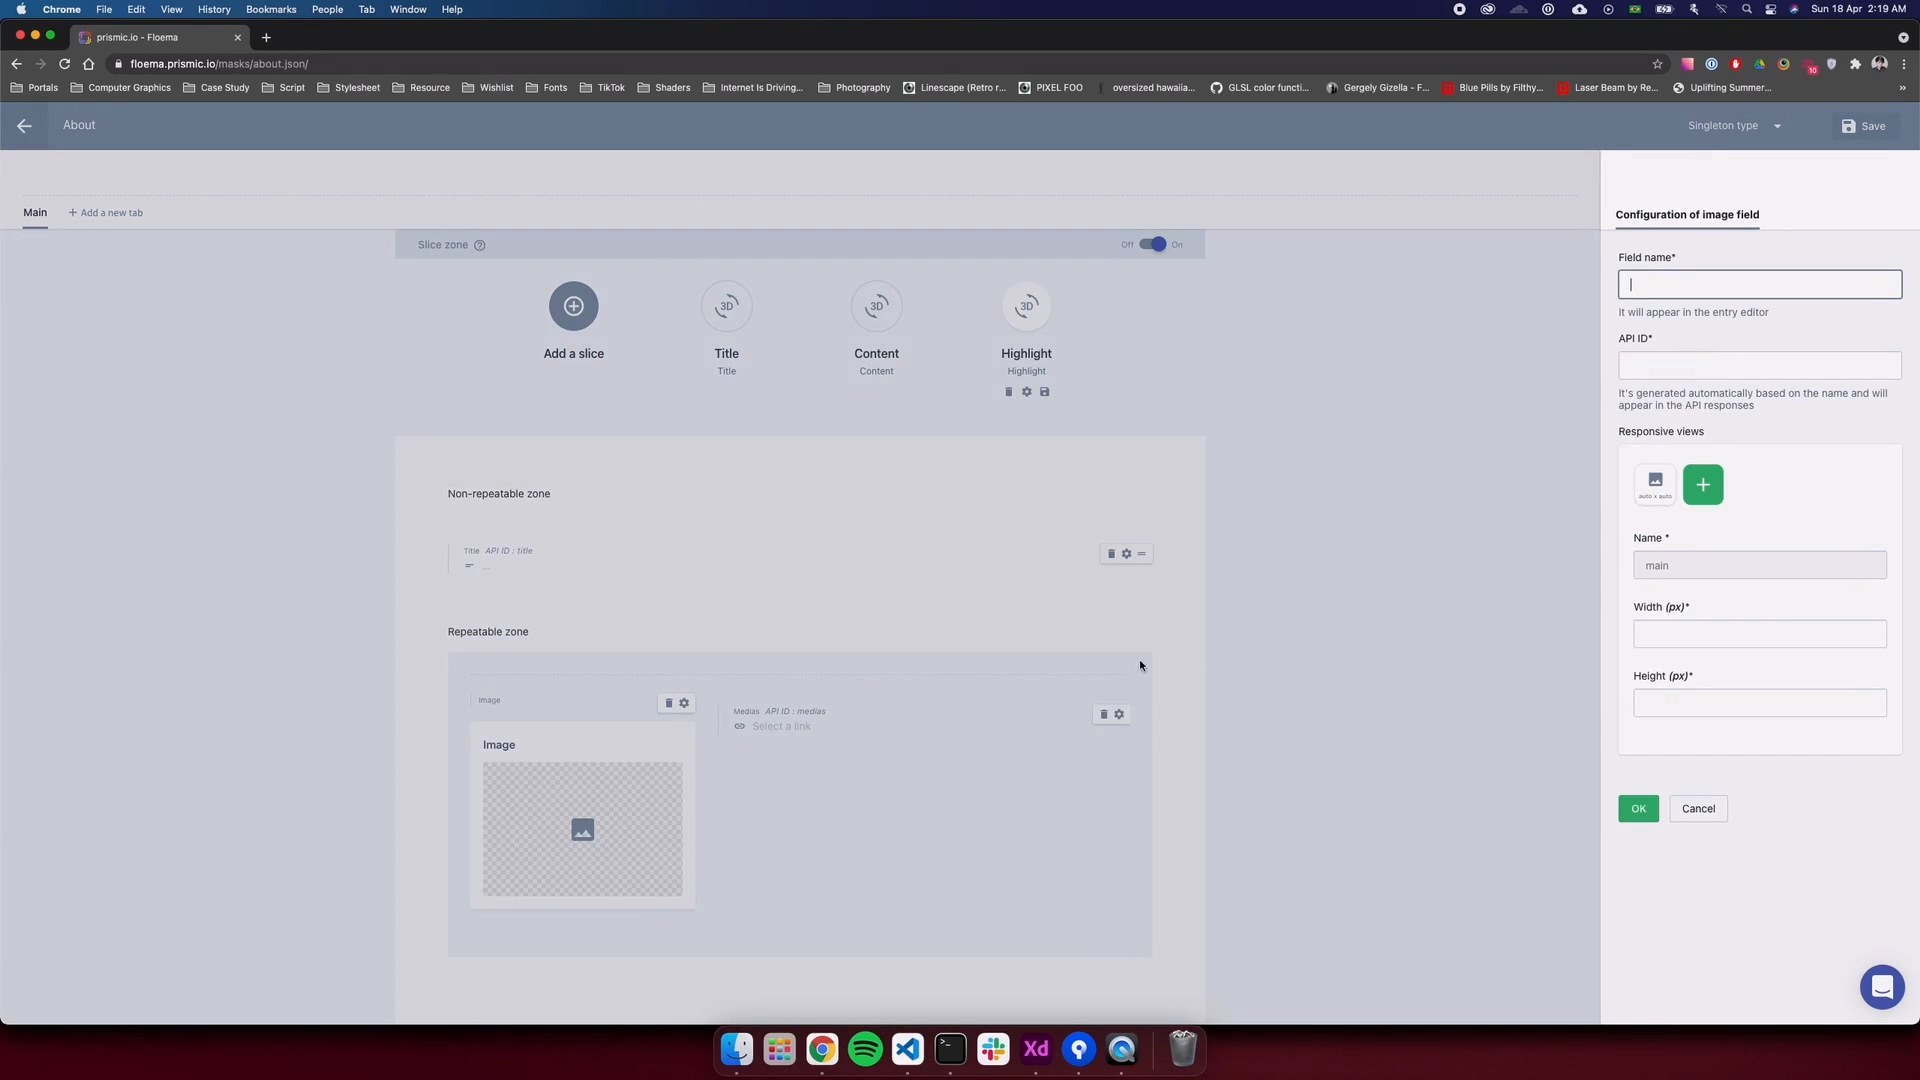 Chrome File Edit View History Bookmarks People Tab Window Help Sun 18 Apr 2:19 AM
prismic.io - Floema
floema.prismic.io/masks/about.json/
10
Portals Computer Graphics Case Study Script Stylesheet Resource Wishlist Fonts TikTok Shaders Internet Is Driving... Photography Linescape (Retro r... PIXEL FOO oversized hawaiia... GLSL color functi... Gergely Gizella - F... Blue Pills by Filthy... Laser Beam by Re... Uplifting Summer... »
About Singleton type Save
Main + Add a new tab
Slice zone Off On
3D 3D 3D
Add a slice Title Content Highlight
Title Content Highlight
Non-repeatable zone
Title API ID : title
...
Repeatable zone
Image
Medias API ID : medias
Select a link
Image
Configuration of image field
Field name*
It will appear in the entry editor
API ID*
It's generated automatically based on the name and will
appear in the API responses
Responsive views
auto x auto
Name *
main
Width (px)*
Height (px)*
OK Cancel
Xd